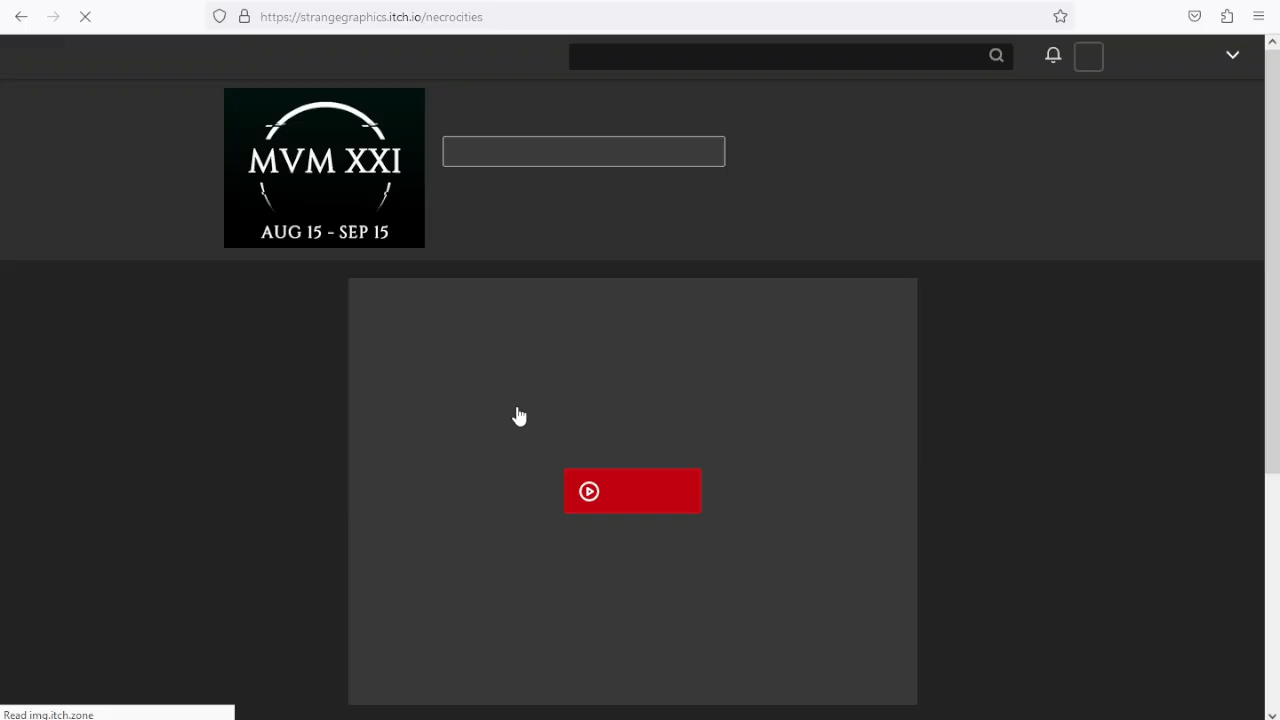 https://strangegraphics.itch.io/necrocities
MVM XXI
AUG 15 - SEP 15
Read img.itch.zone